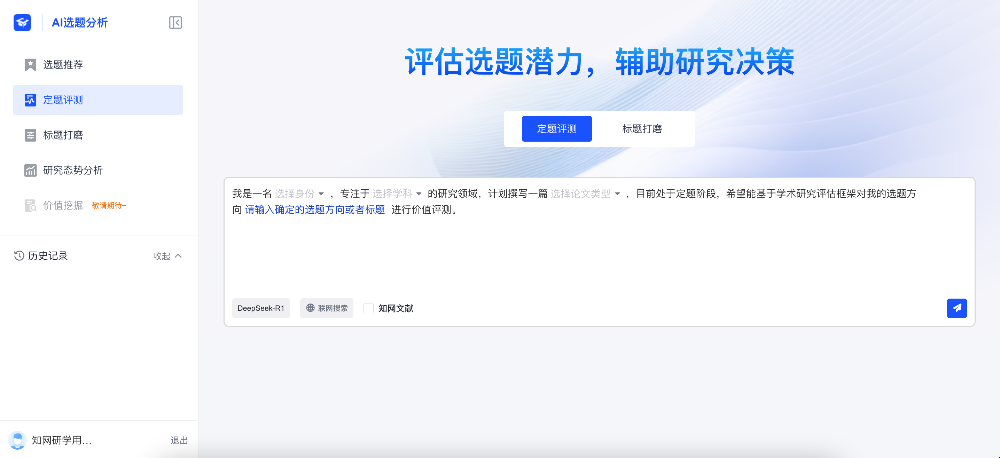 AI选题分析
选题推荐
定题评测
标题打磨
研究态势分析
价值挖掘 敬请期待~
历史记录 收起
知网研学用... 退出
评估选题潜力，辅助研究决策
定题评测 标题打磨
我是一名 选择身份 ，专注于 选择学科 的研究领域，计划撰写一篇 选择论文类型 ，目前处于定题阶段，希望能基于学术研究评估框架对我的选题方
向 请输入确定的选题方向或者标题 进行价值评测。
DeepSeek-R1 联网搜索 知网文献